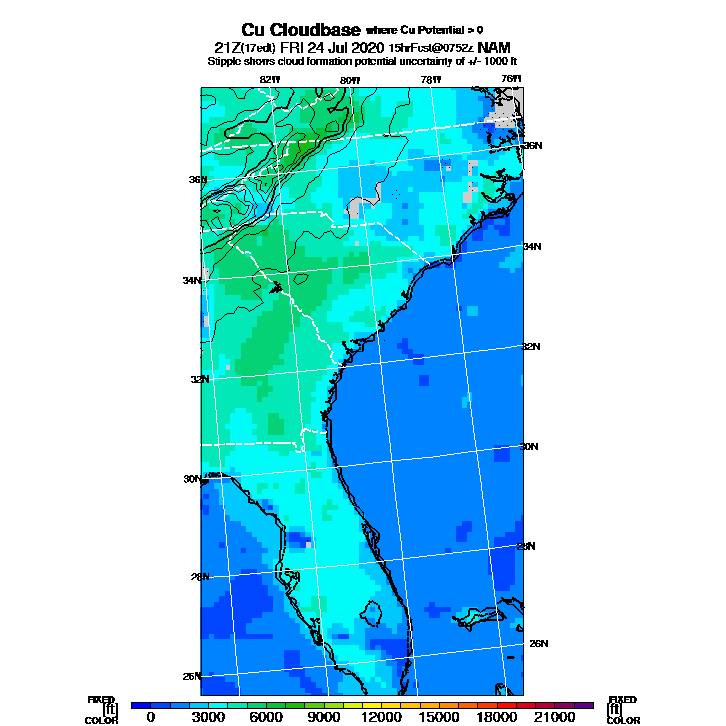 Cu Cloudbase where Cu Potential > 0
21Z(17edt) FRI 24 Jul 2020 15hrFcst@0752z NAM
Stipple shows cloud formation potential uncertainty of +/- 1000 ft
82W 80W 78W 76W
36N
36N
34N
34N
32N
32N
30N
30N
28N
28N
26N
26N
FIXED FIXED
[ft] [ft]
COLOR 0 3000 6000 9000 12000 15000 18000 21000 COLOR